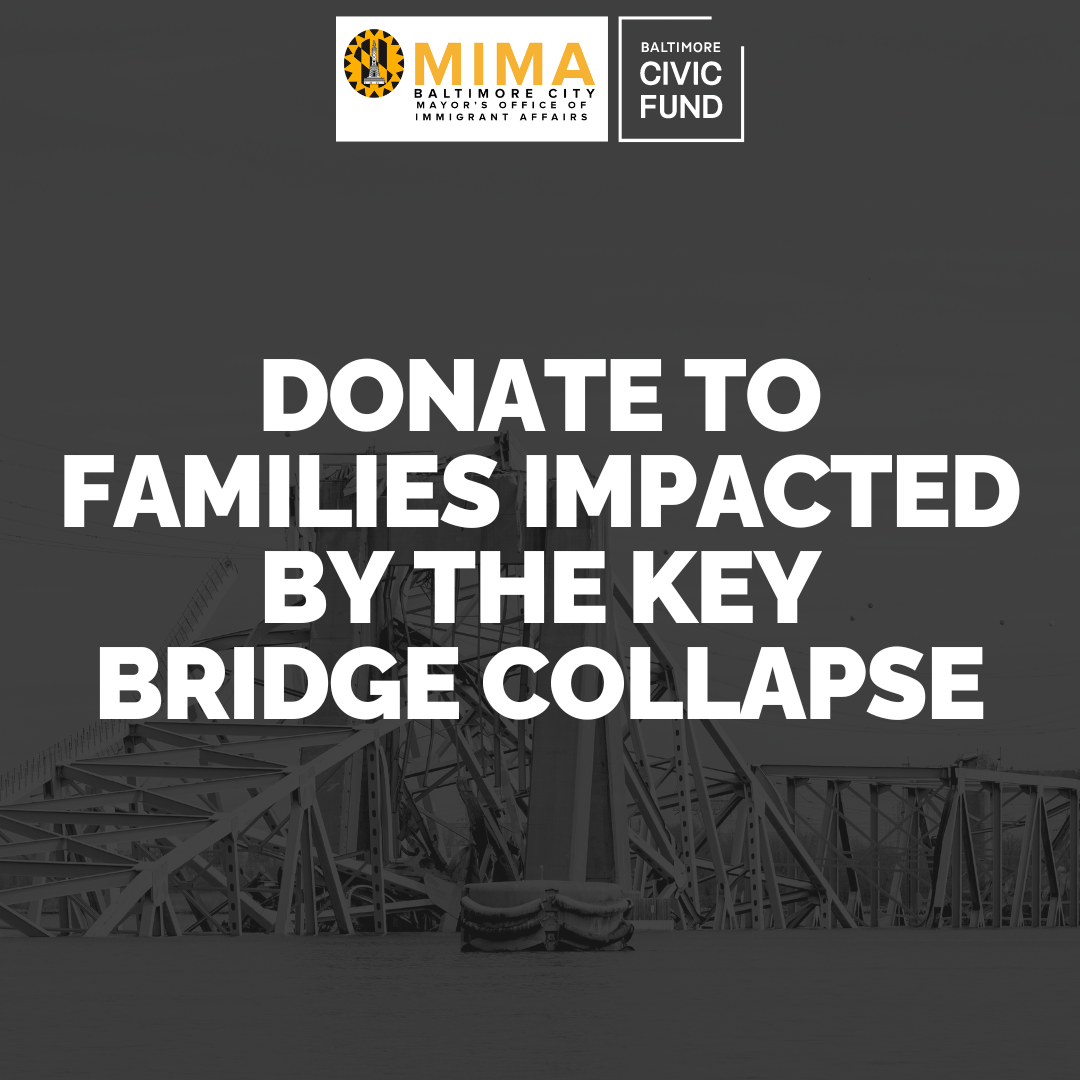 MIMA
BALTIMORE CITY
MAYOR'S OFFICE OF
IMMIGRANT AFFAIRS
BALTIMORE
CIVIC
FUND
DONATE TO
FAMILIES IMPACTED
BY THE KEY
BRIDGE COLLAPSE